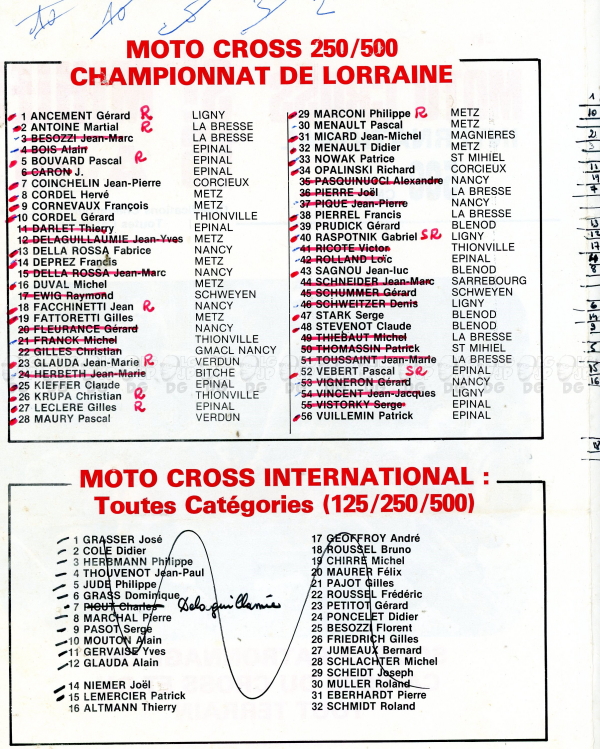 MOTO CROSS 250/500
CHAMPIONNAT DE LORRAINE
1 ANCEMENT Gérard R LIGNY
2 ANTOINE Martial R LA BRESSE
3 BESOZZI Jean-Marc LA BRESSE
4 BOIS Alain EPINAL
5 BOUVARD Pascal R EPINAL
6 CARON J. EPINAL
7 COINCHELIN Jean-Pierre CORCIEUX
8 CORDEL Hervé METZ
9 CORNEVAUX François METZ
10 CORDEL Gérard THIONVILLE
11 DARLET Thierry EPINAL
12 DELAGUILLAUMIE Jean-Yves METZ
13 DELLA ROSSA Fabrice NANCY
14 DEPREZ Francis METZ
15 DELLA ROSSA Jean-Marc NANCY
16 DUVAL Michel METZ
17 EWIG Raymond SCHWEYEN
18 FACCHINETTI Jean R NANCY
19 FATTORETTI Gilles METZ
20 FLEURANCE Gérard NANCY
21 FRANCK Michel THIONVILLE
22 GILLES Christian GMACL NANCY
23 GLAUDA Jean-Marie R VERDUN
24 HERBETH Jean-Marie BITCHE
25 KIEFFER Claude EPINAL
26 KRUPA Christian R THIONVILLE
27 LECLERE Gilles R EPINAL
28 MAURY Pascal VERDUN
29 MARCONI Philippe R METZ
30 MENAULT Pascal METZ
31 MICARD Jean-Michel MAGNIERES
32 MENAULT Didier METZ
33 NOWAK Patrice ST MIHIEL
34 OPALINSKI Richard CORCIEUX
35 PASQUINUCCI Alexandre NANCY
36 PIERRE Joël LA BRESSE
37 PIQUE Jean-Pierre NANCY
38 PIERREL Francis LA BRESSE
39 PRUDICK Gérard BLENOD
40 RASPOTNIK Gabriel SR LIGNY
41 RICOTE Victor THIONVILLE
42 ROLLAND Loïc EPINAL
43 SAGNOU Jean-luc BLENOD
44 SCHNEIDER Jean-Marc SARREBOURG
45 SCHUMMER Gérard SCHWEYEN
46 SCHWEITZER Denis LIGNY
47 STARK Serge BLENOD
48 STEVENOT Claude BLENOD
49 THIEBAUT Michel LA BRESSE
50 THOMASSIN Patrick ST MIHIEL
51 TOUSSAINT Jean-Marie LA BRESSE
52 VEBERT Pascal SR EPINAL
53 VIGNERON Gérard NANCY
54 VINCENT Jean-Jacques LIGNY
55 VISTORKY Serge EPINAL
56 VUILLEMIN Patrick EPINAL
MOTO CROSS INTERNATIONAL :
Toutes Catégories (125/250/500)
1 GRASSER José
2 COLE Didier
3 HERBMANN Philippe
4 THOUVENOT Jean-Paul
5 JUDE Philippe
6 GRASS Dominique
7 PICUT Charles Delaguillaumie
8 MARCHAL Pierre
9 PASOT Serge
10 MOUTON Alain
11 GERVAISE Yves
12 GLAUDA Alain
14 NIEMER Joël
15 LEMERCIER Patrick
16 ALTMANN Thierry
17 GEOFFROY André
18 ROUSSEL Bruno
19 CHIRRE Michel
20 MAURER Félix
21 PAJOT Gilles
22 ROUSSEL Frédéric
23 PETITOT Gérard
24 PONCELET Didier
25 BESOZZI Florent
26 FRIEDRICH Gilles
27 JUMEAUX Bernard
28 SCHLACHTER Michel
29 SCHEIDT Joseph
30 MULLER Roland
31 EBERHARDT Pierre
32 SCHMIDT Roland